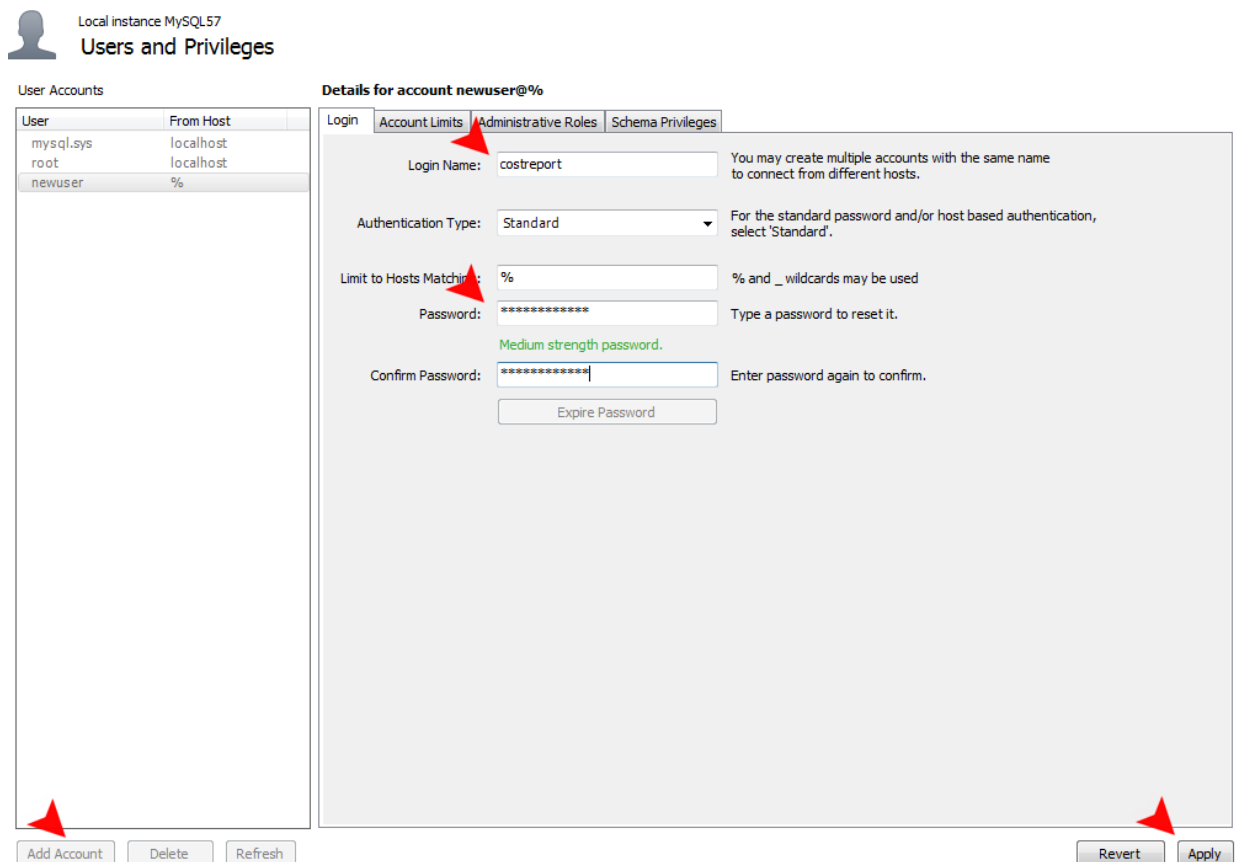 Local instance MySQL57
Users and Privileges
User Accounts
User From Host
mysql.sys localhost
root localhost
newuser %
Details for account newuser@%
Login Account Limits Administrative Roles Schema Privileges
Login Name: costreport You may create multiple accounts with the same name
to connect from different hosts.
Authentication Type: Standard For the standard password and/or host based authentication,
select 'Standard'.
Limit to Hosts Matching: % % and _ wildcards may be used
Password: ************ Type a password to reset it.
Medium strength password.
Confirm Password: ************ Enter password again to confirm.
Expire Password
Add Account Delete Refresh Revert Apply